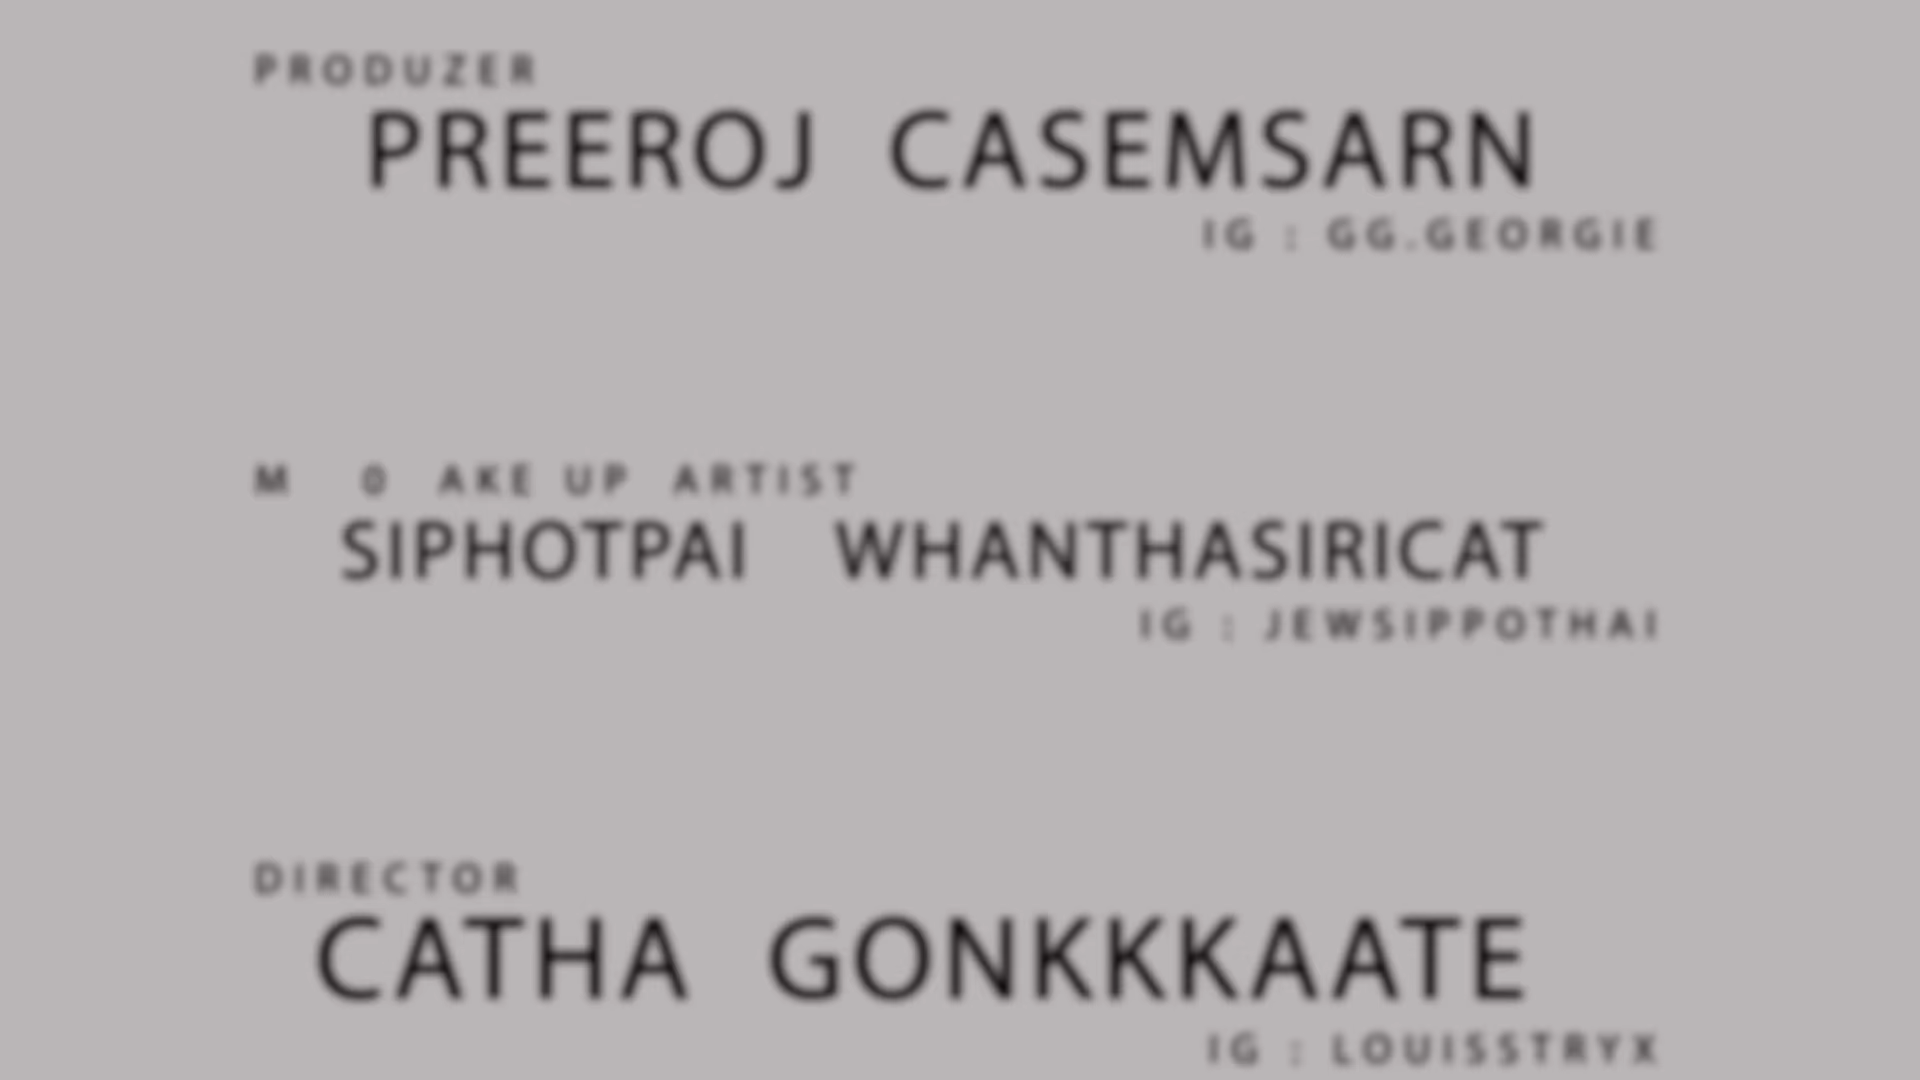 PRODUZER
PREEROJ CASEMSARN
IG : GG.GEORGIE
M 0 AKE UP ARTIST
SIPHOTPAI WHANTHASIRICAT
IG : JEWSIPPOTHAI
DIRECTOR
CATHA GONKKKAATE
IG : LOUISSTRYX